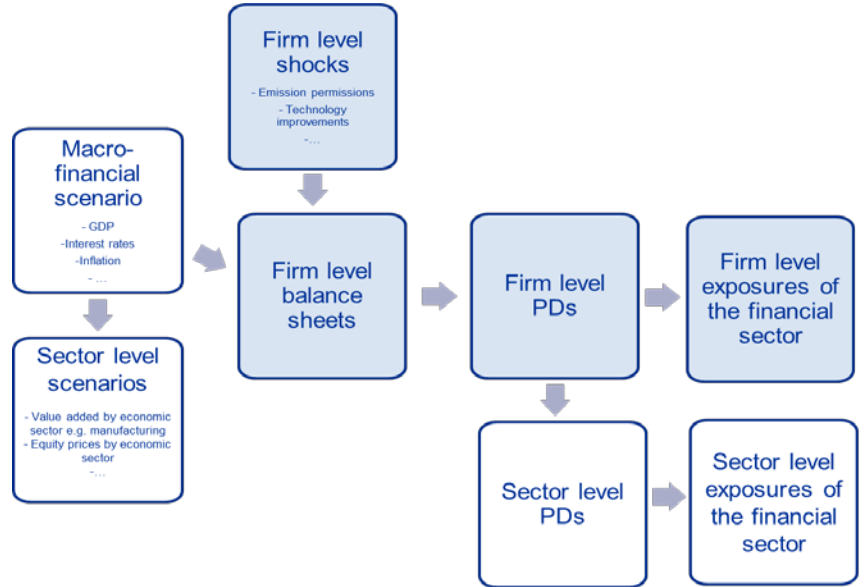 Firm level
shocks
- Emission permissions
- Technology
improvements
-...
Macro-
financial
scenario
- GDP
-Interest rates
-Inflation
- ...
Firm level
balance
sheets
Firm level
PDs
Firm level
exposures of
the financial
sector
Sector level
scenarios
- Value added by economic
sector e.g. manufacturing
- Equity prices by economic
sector
-...
Sector level
PDs
Sector level
exposures of
the financial
sector